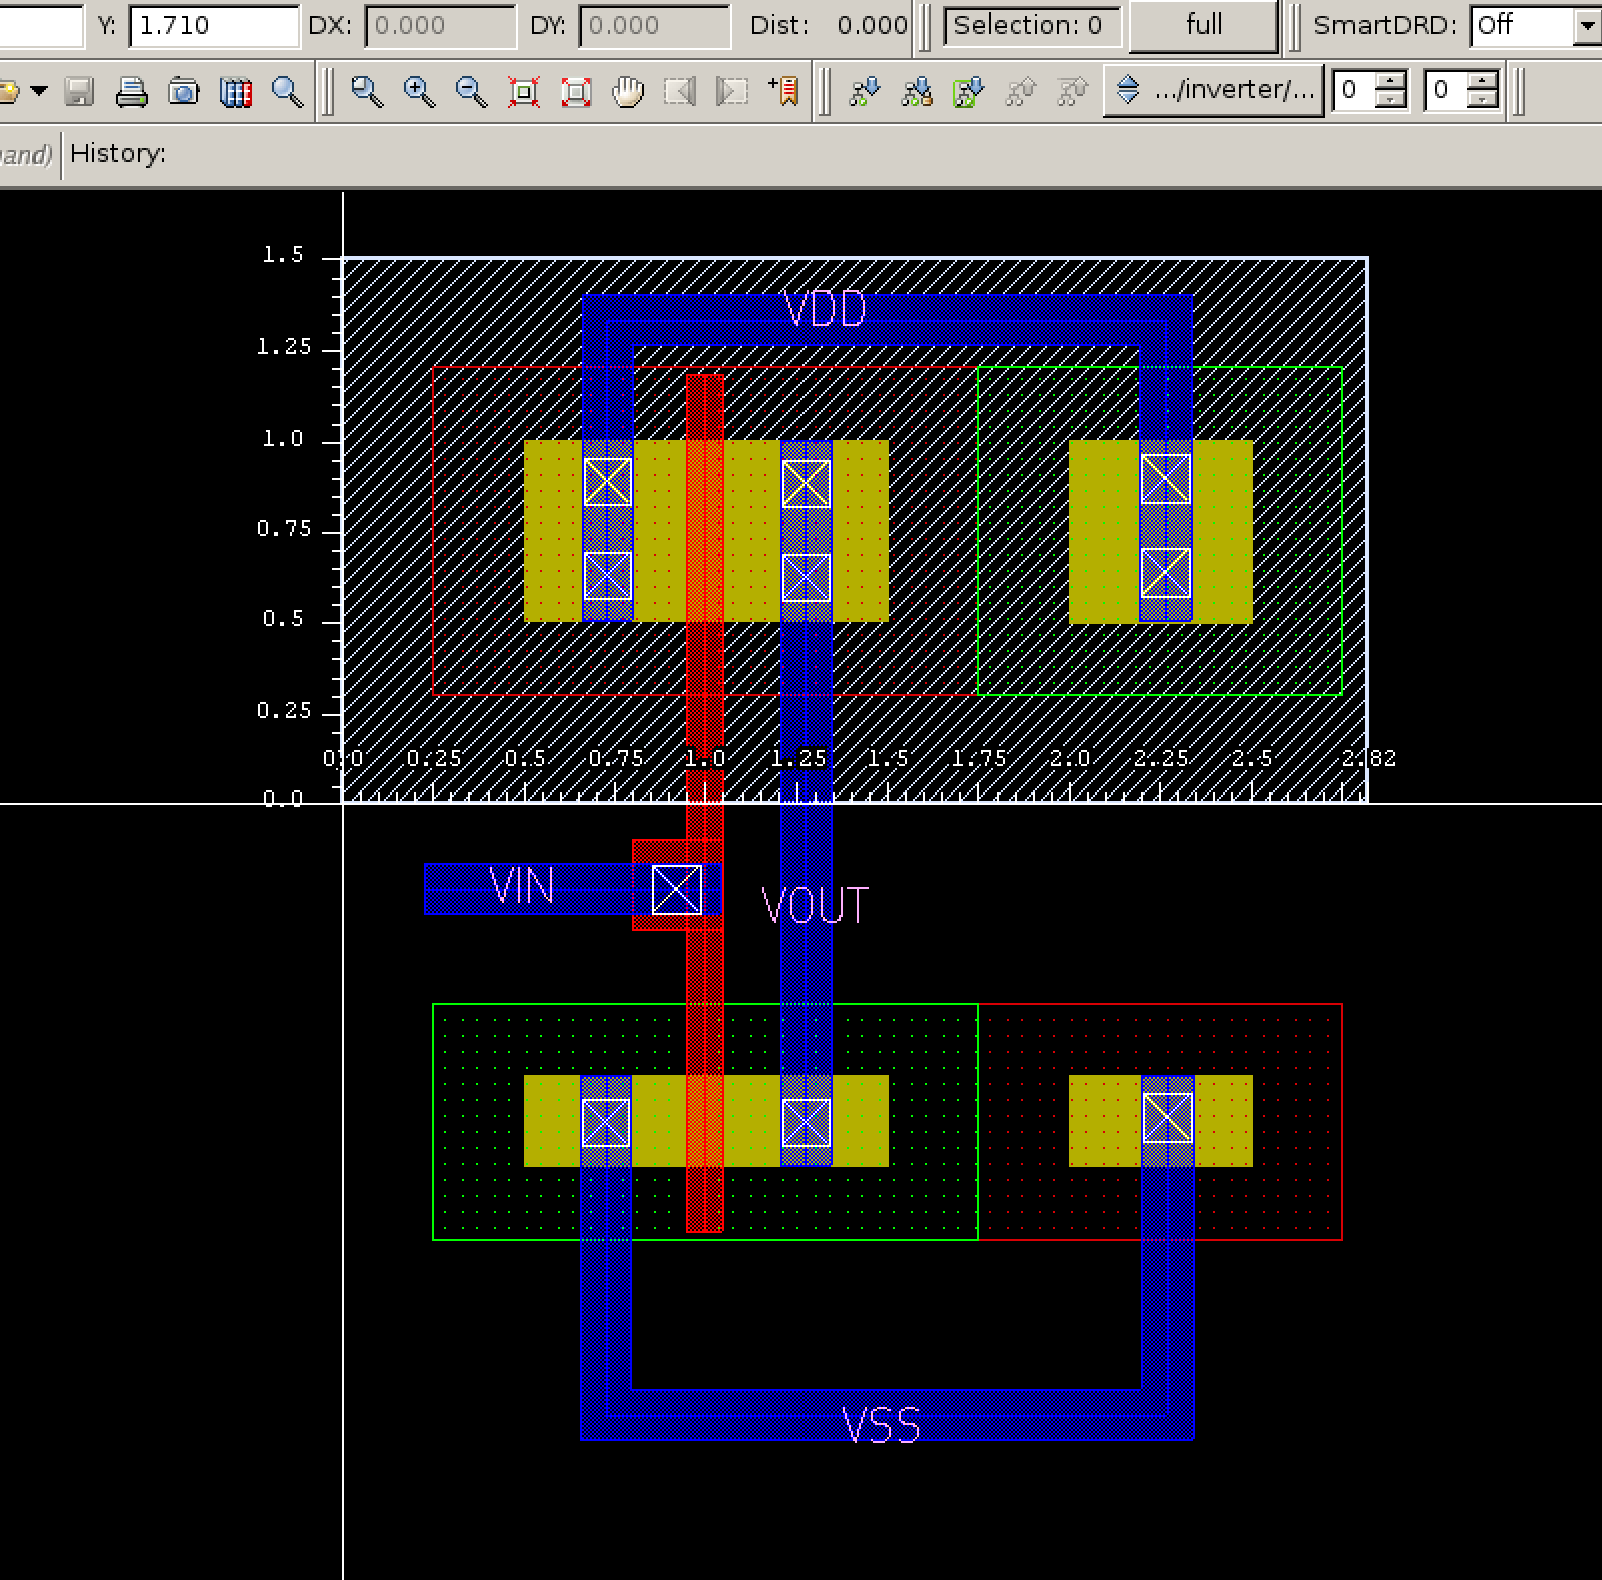 Y: 1.710 DX: 0.000 DY: 0.000 Dist: 0.000 Selection: 0 full SmartDRD: Off
.../inverter/... 0 0
and) History:
1.5
VDD
1.25
1.0
0.75
0.5
0.25
0.0 0.25 0.5 0.75 1.0 1.25 1.5 1.75 2.0 2.25 2.5 2.82
0.0
VIN
VOUT
VSS